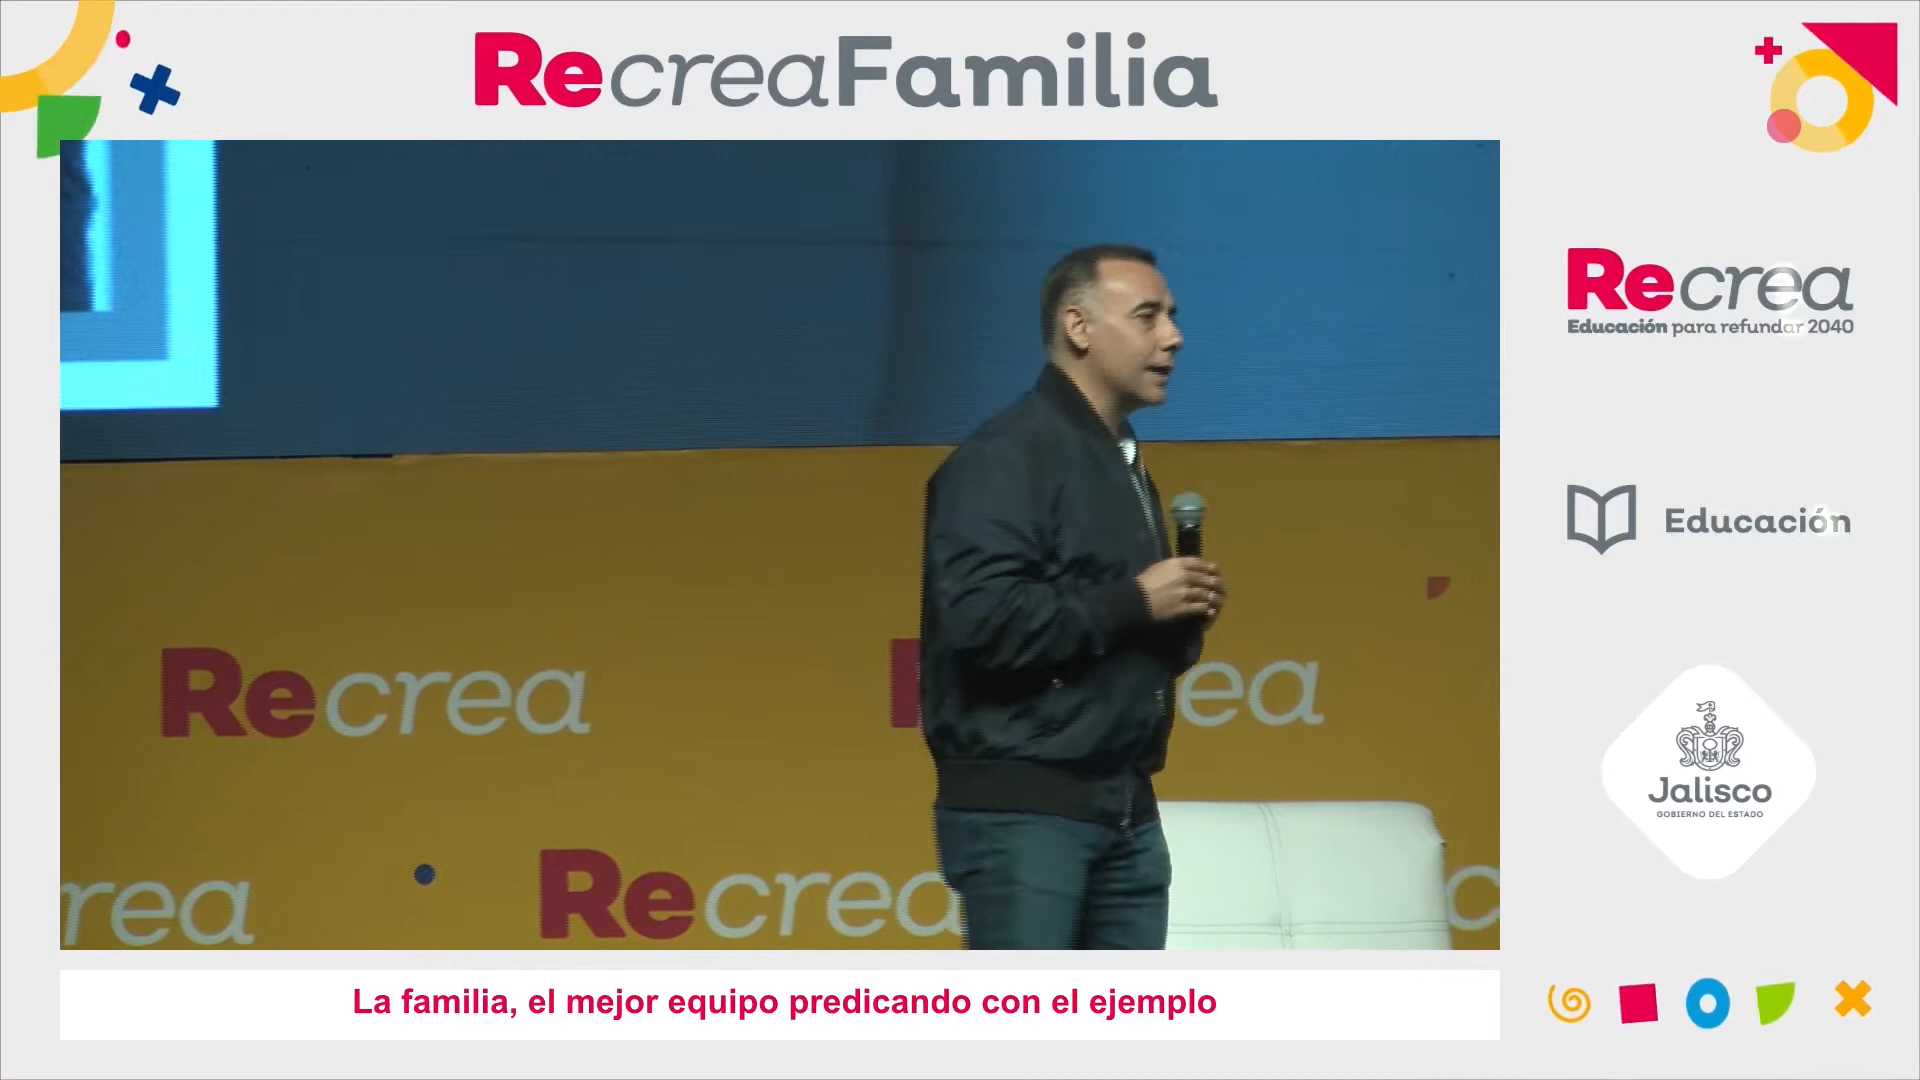 RecreaFamilia
Recrea
Educación para refundar 2040
Educación
Jalisco
GOBIERNO DEL ESTADO
Recrea
ea
rea
Recrea
c
La familia, el mejor equipo predicando con el ejemplo